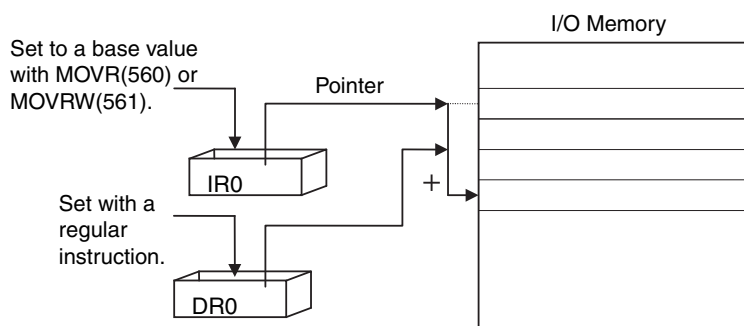 I/O Memory
Set to a base value
with MOVR(560) or
MOVRW(561).
Pointer
IR0
+
Set with a
regular
instruction.
DR0